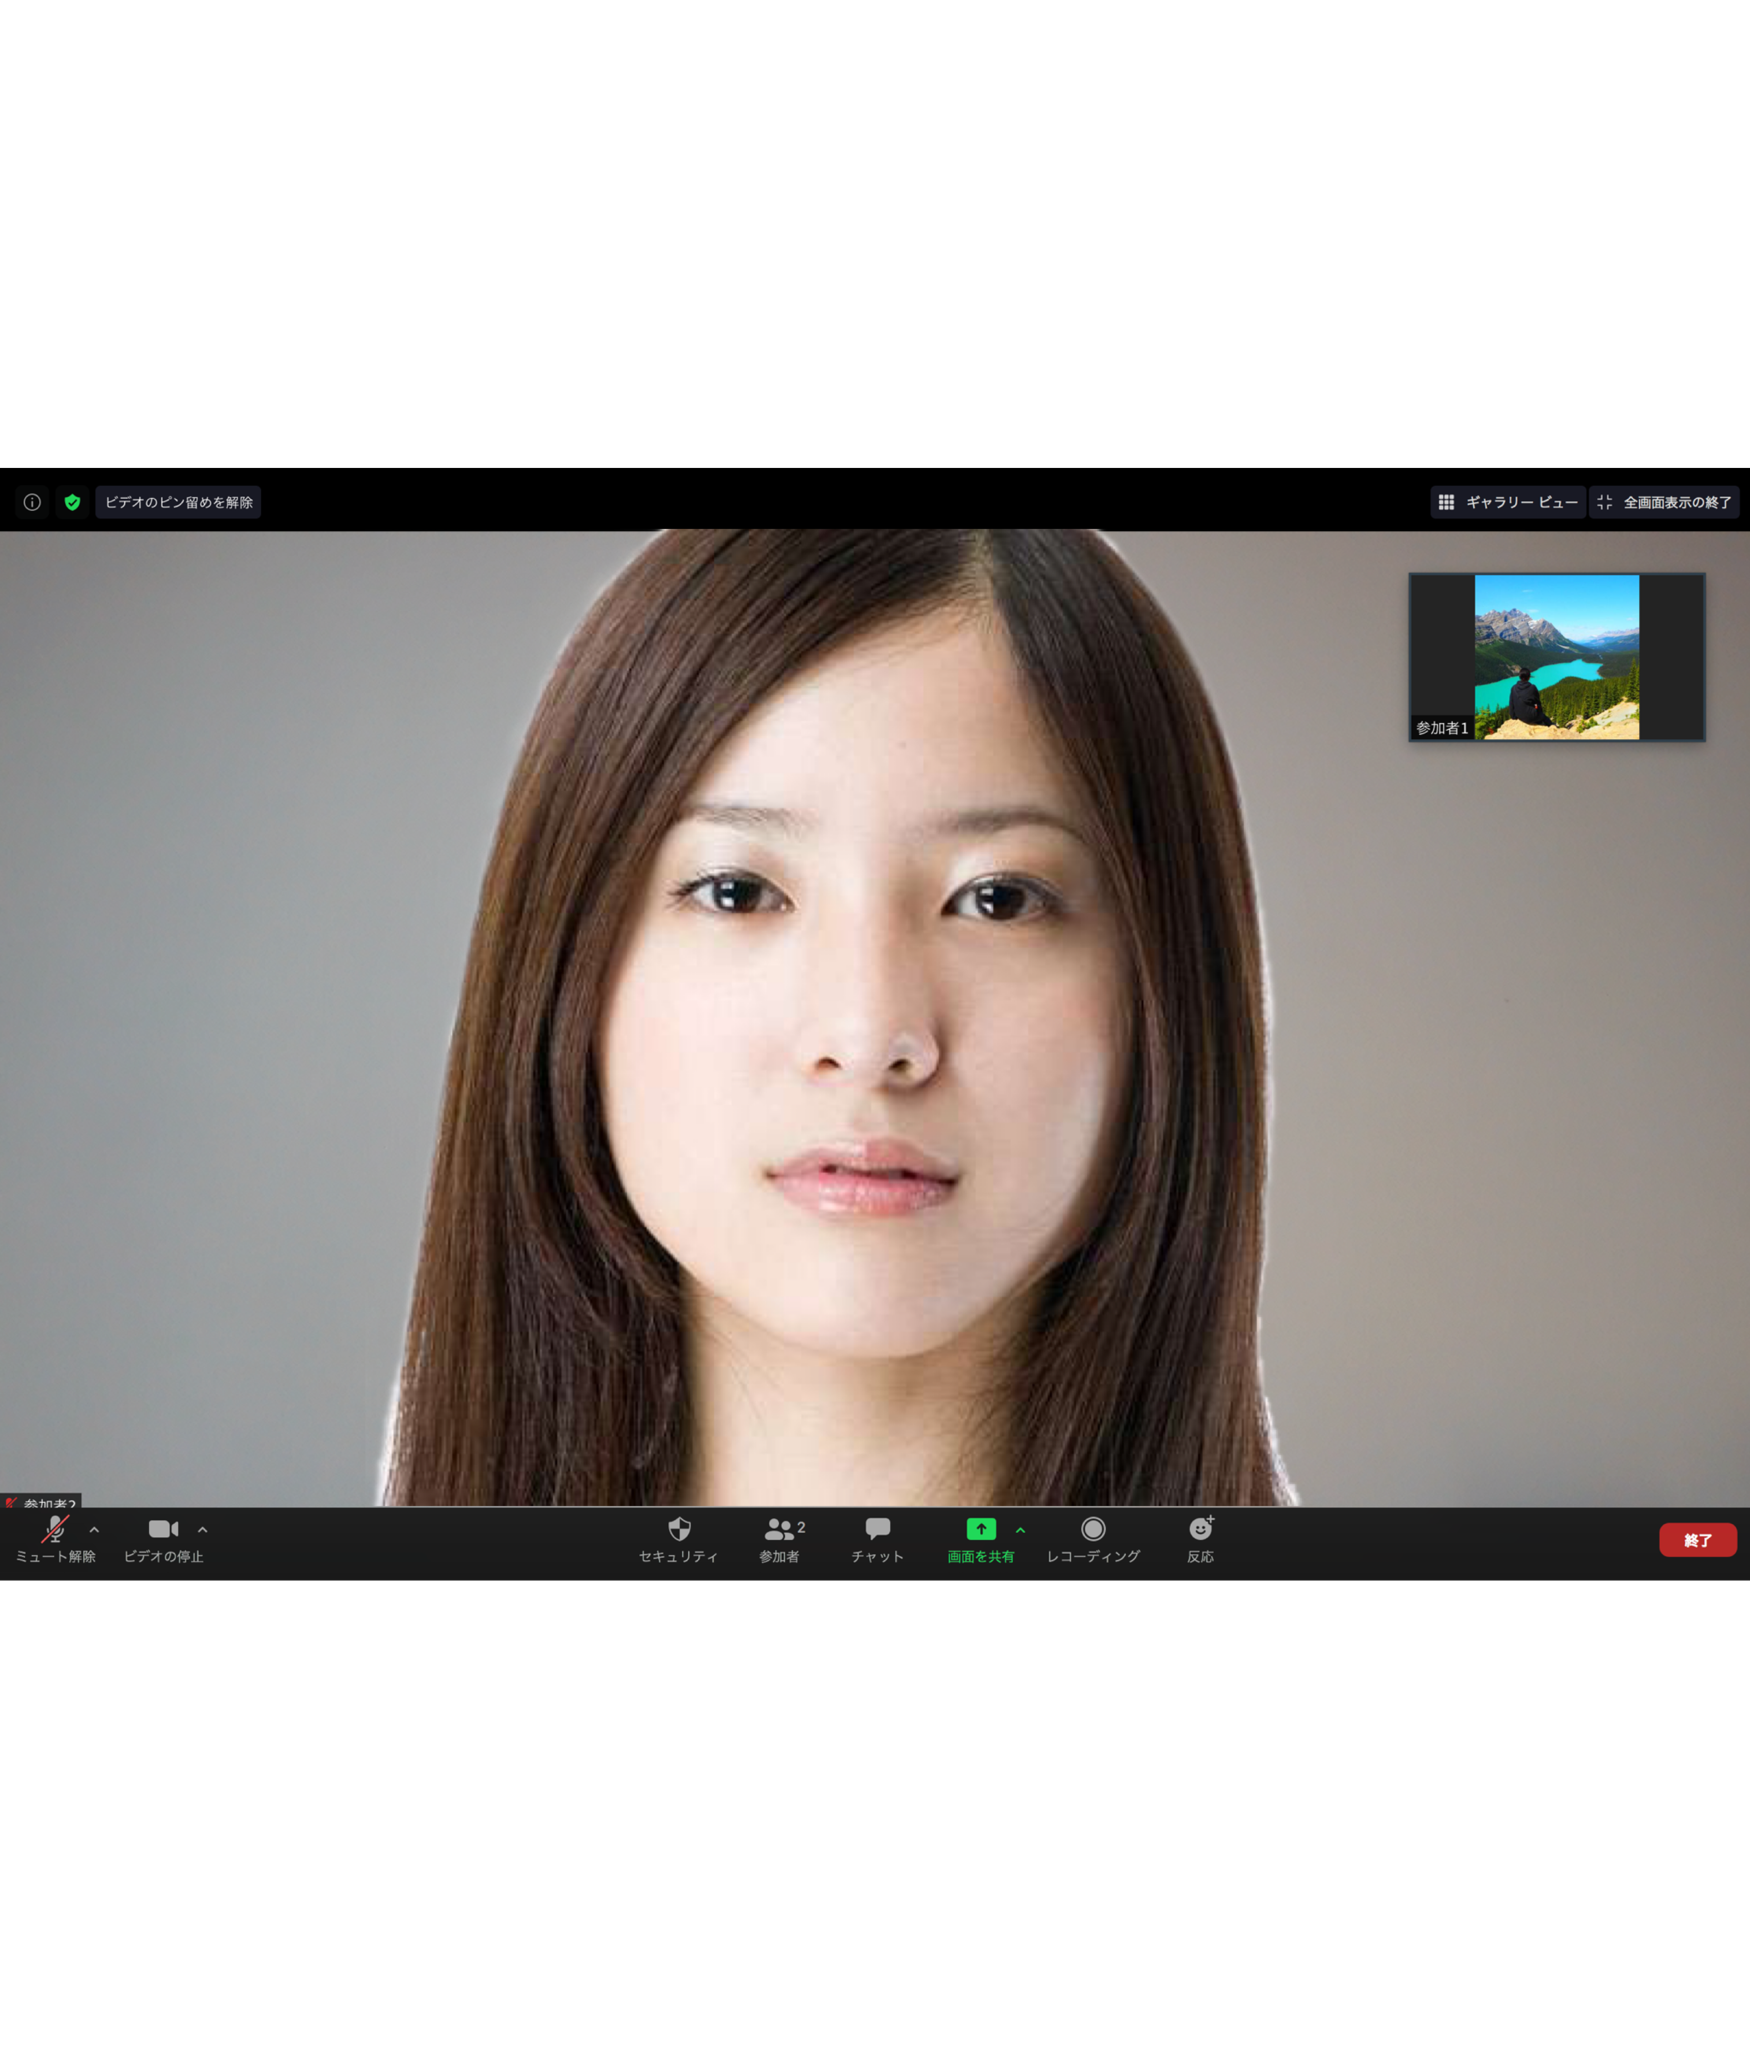 ビデオのピン留めを解除
ギャラリー ビュー
全画面表示の終了
参加者1
参加者2
ミュート解除
ビデオの停止
セキュリティ
2
参加者
チャット
画面を共有
レコーディング
反応
終了